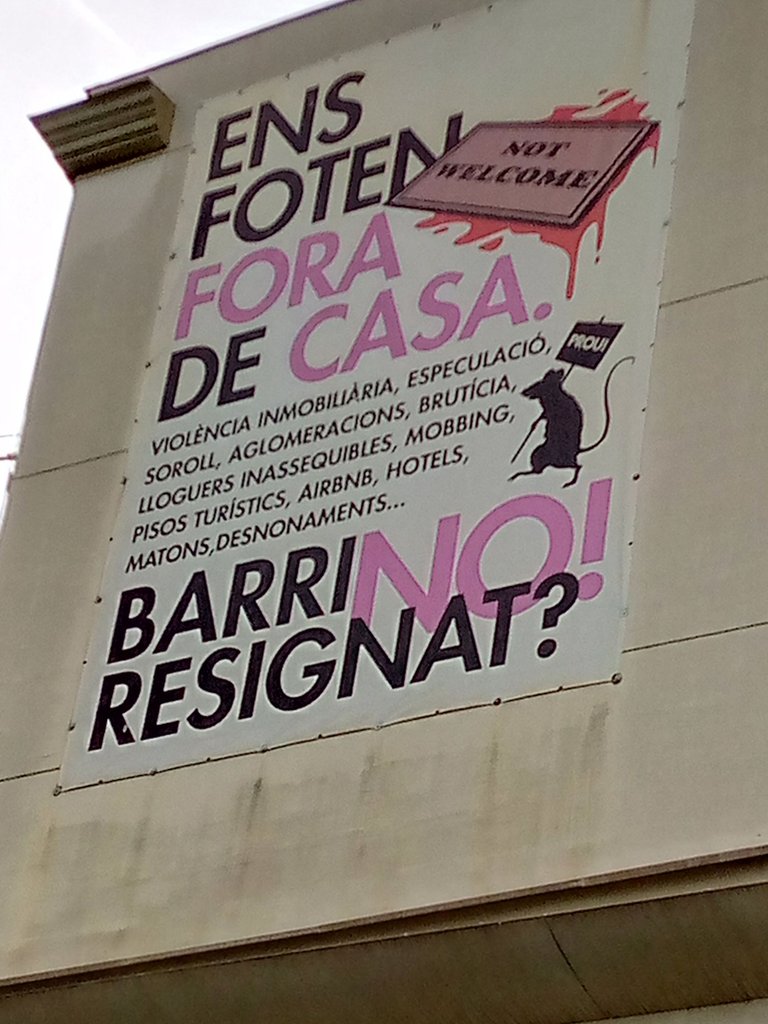 ENS
FOTEN
NOT
WELCOME
FORA
DE CASA.
VIOLÈNCIA INMOBILIÀRIA, ESPECULACIÓ,
SOROLL, AGLOMERACIONS, BRUTÍCIA,
LLOGUERS INASSEQUIBLES, MOBBING,
PISOS TURÍSTICS, AIRBNB, HOTELS,
MATONS,DESNONAMENTS...
PROU!
BARRI NO!
RESIGNAT?